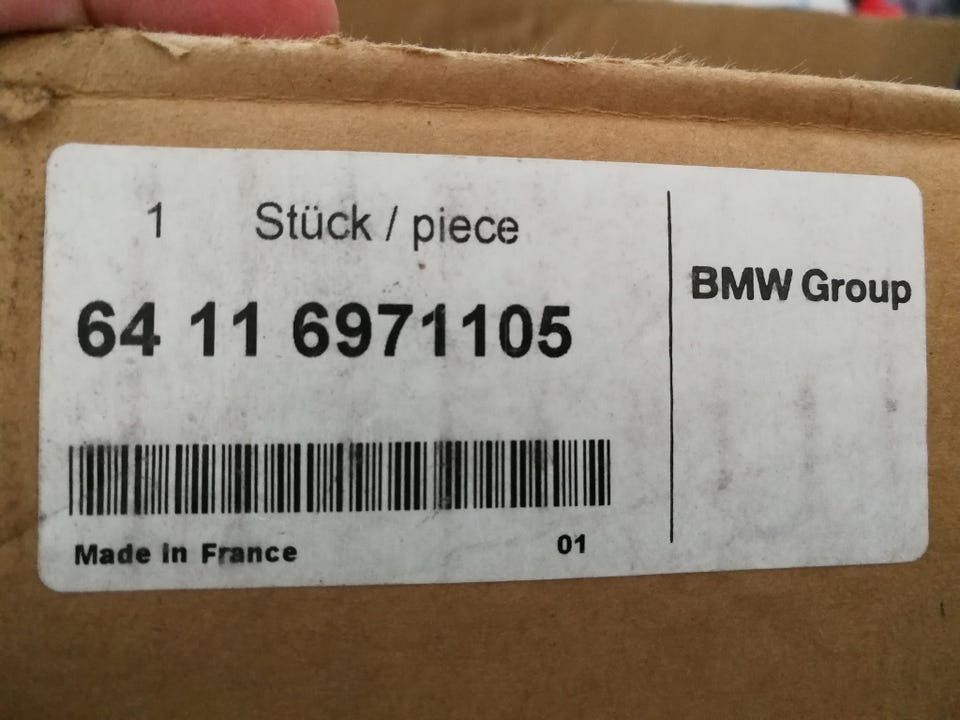 1 Stück / piece
64 11 6971105
BMW Group
Made in France
01